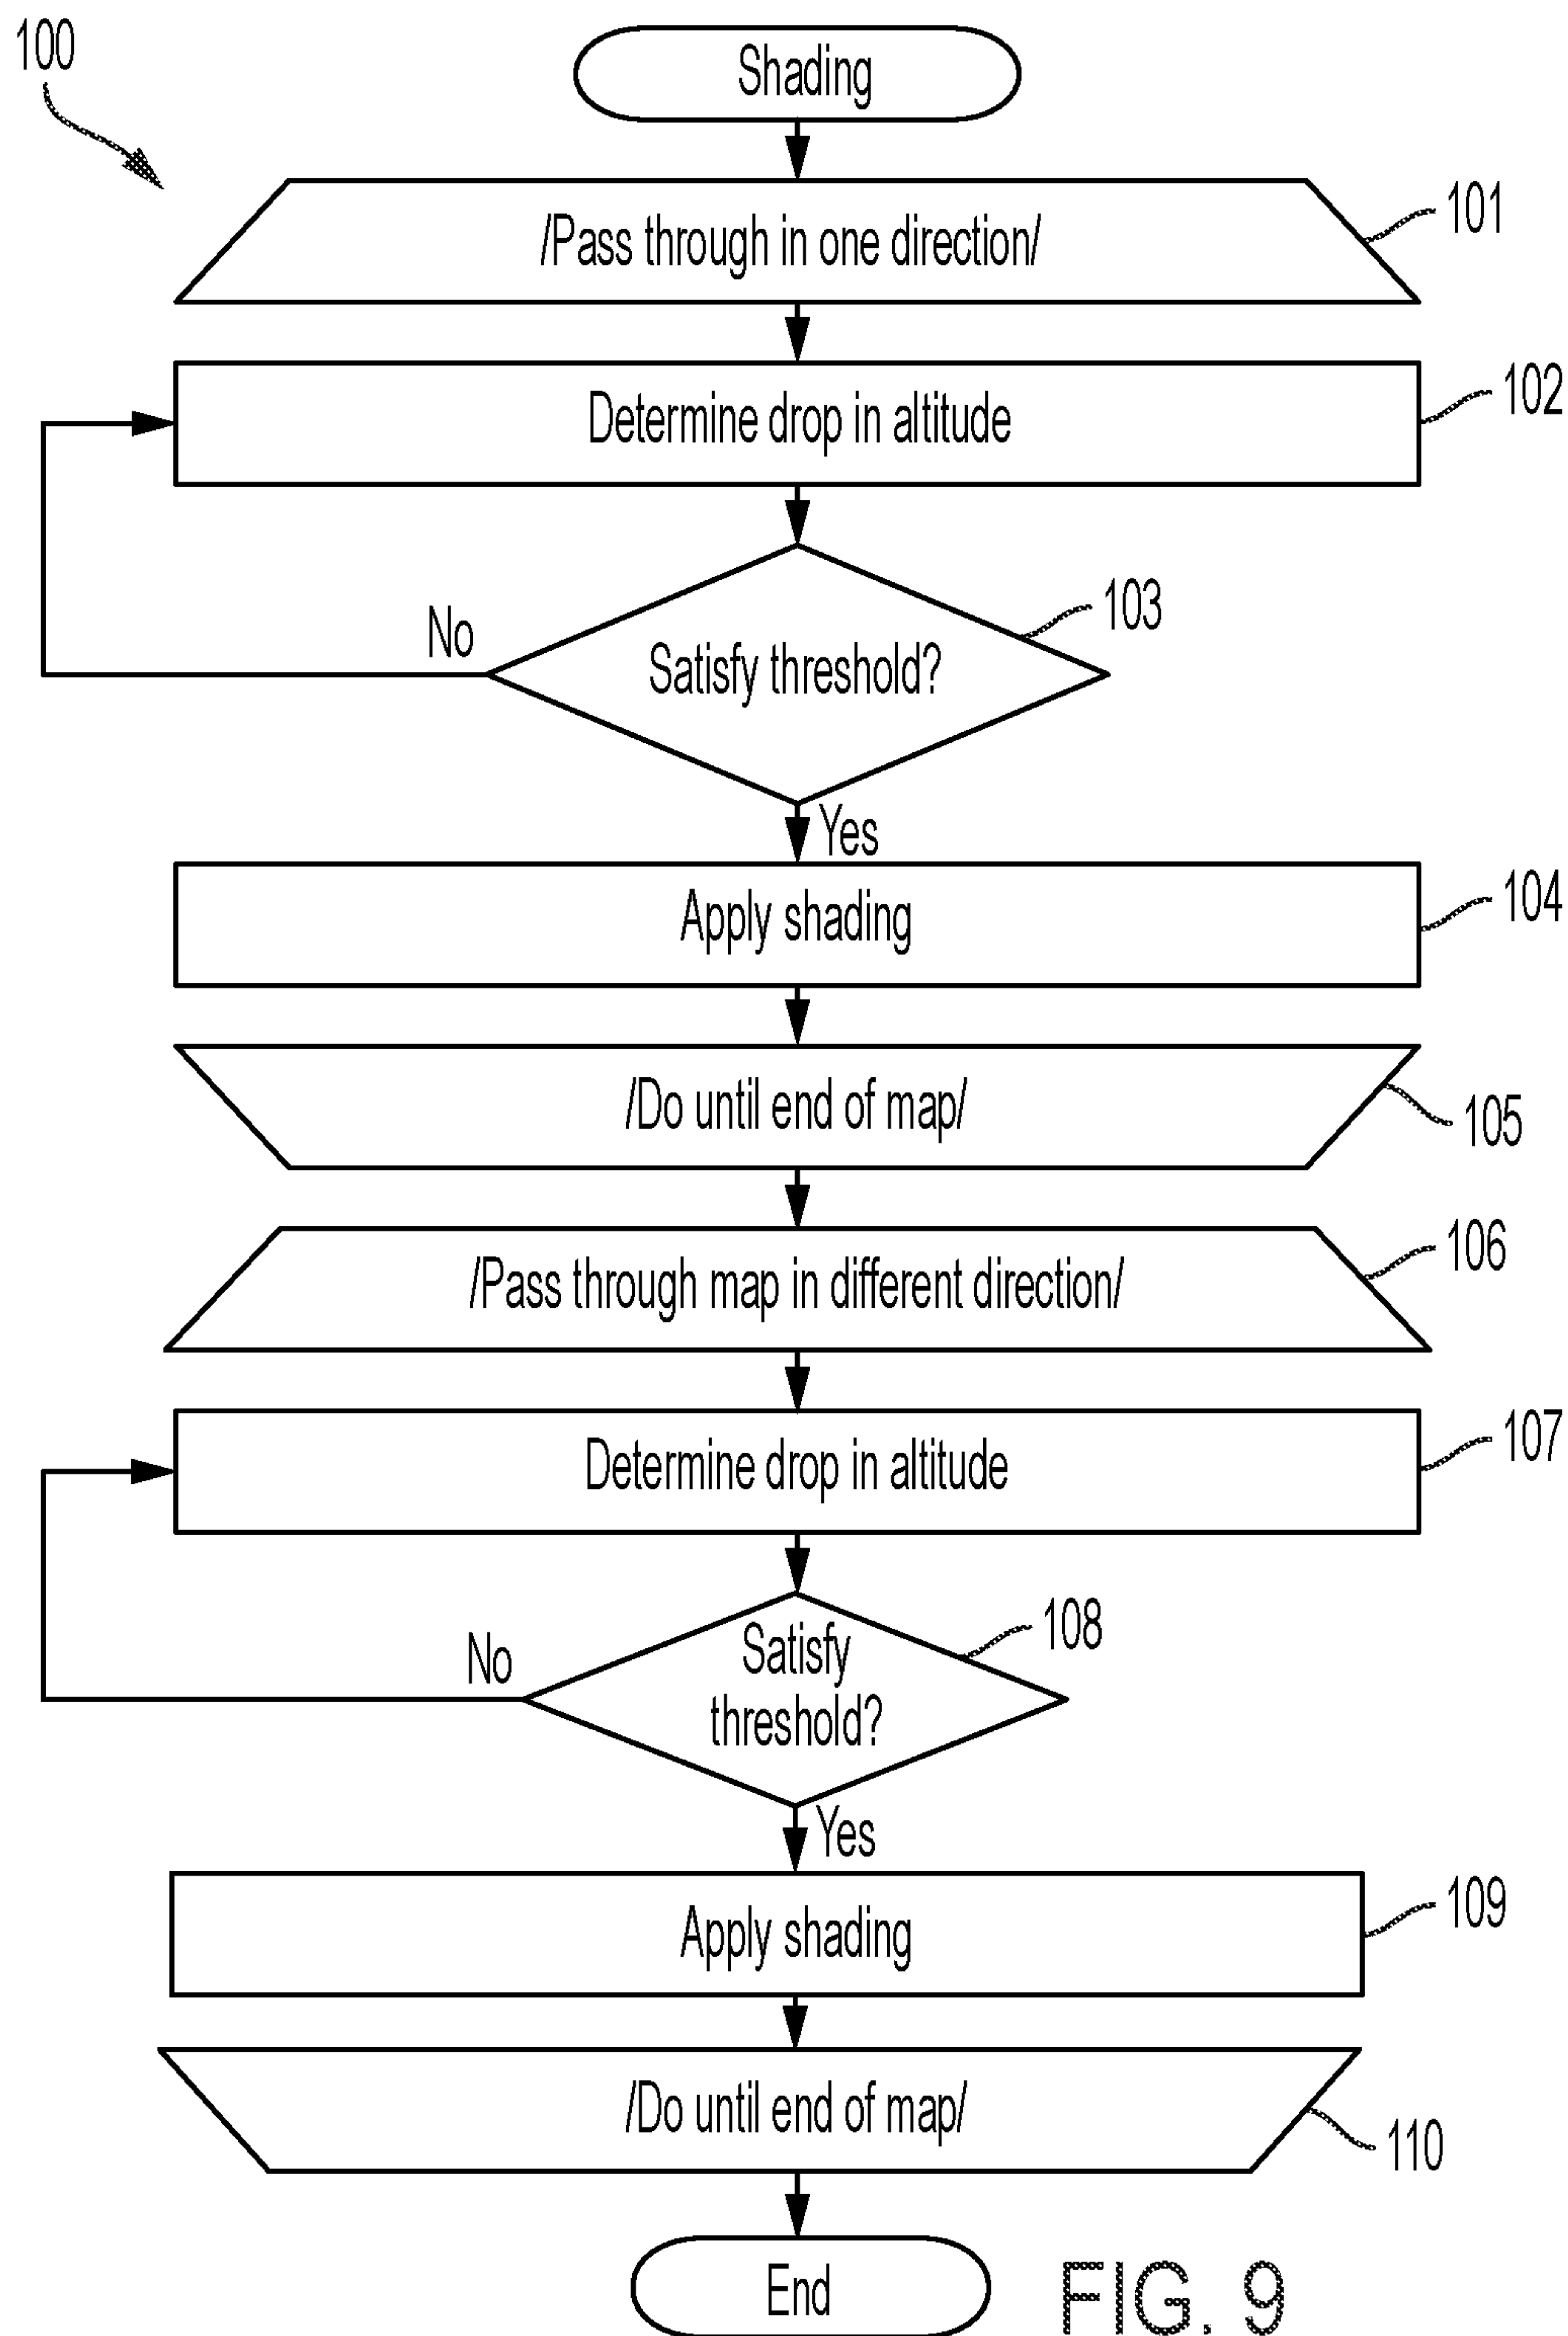 100
Shading
/Pass through in one direction/
101
Determine drop in altitude
102
Satisfy threshold?
103
No
Yes
Apply shading
104
/Do until end of map/
105
/Pass through map in different direction/
106
Determine drop in altitude
107
Satisfy
threshold?
108
No
Yes
Apply shading
109
/Do until end of map/
110
End
FIG. 9